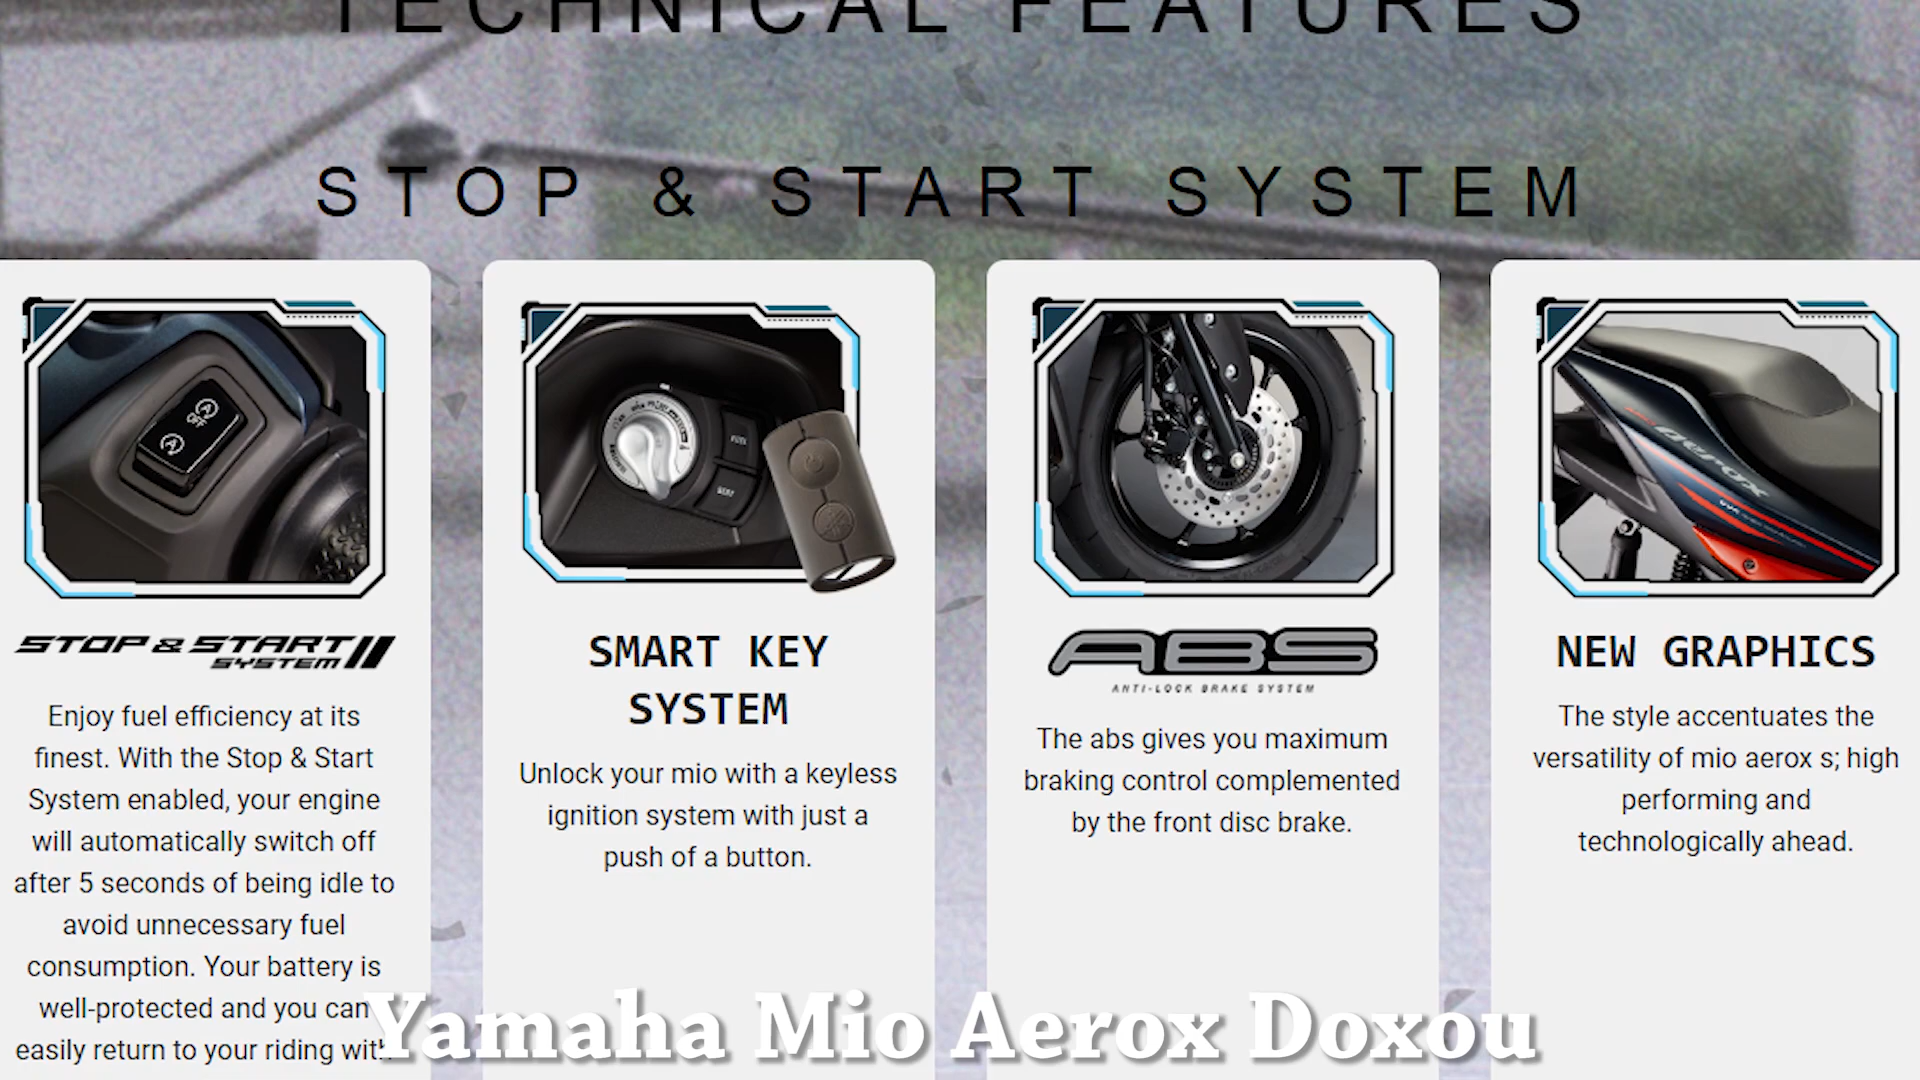 TECHNICAL FEATURES
STOP & START SYSTEM
STOP & START
SYSTEM
Enjoy fuel efficiency at its
finest. With the Stop & Start
System enabled, your engine
will automatically switch off
after 5 seconds of being idle to
avoid unnecessary fuel
consumption. Your battery is
well-protected and you can
easily return to your riding with
OFF
SMART KEY
SYSTEM
Unlock your mio with a keyless
ignition system with just a
push of a button.
FUEL
SEAT
ABS
ANTI-LOCK BRAKE SYSTEM
The abs gives you maximum
braking control complemented
by the front disc brake.
aerox
NEW GRAPHICS
The style accentuates the
versatility of mio aerox s; high
performing and
technologically ahead.
Yamaha Mio Aerox Doxou